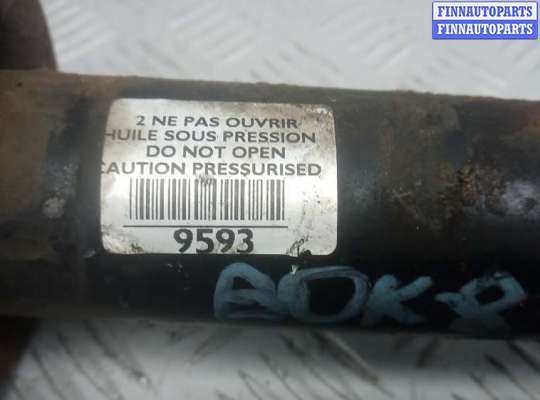 FINNAUTOPARTS
FINNAUTOPARTS
2 NE PAS OUVRIR
HUILE SOUS PRESSION
DO NOT OPEN
CAUTION PRESSURISED
9593